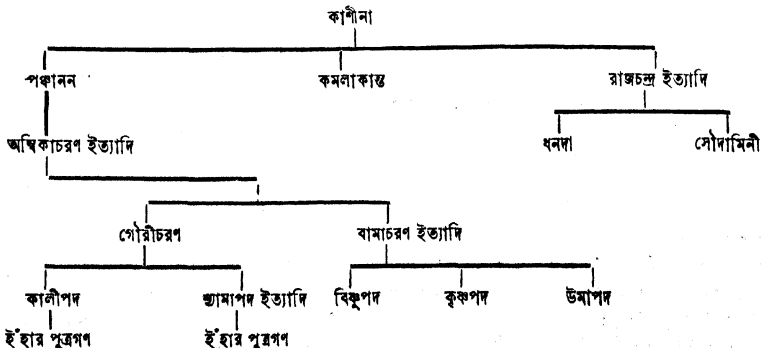 কাশীনা
পঞ্চানন কমলাকান্ত রাজচন্দ্র ইত্যাদি
অম্বিকাচরণ ইত্যাদি ধনদা সৌদামিনী
গৌরীচরণ বামাচরণ ইত্যাদি
কালীপদ শ্যামাপদ ইত্যাদি বিষ্ণুপদ কৃষ্ণপদ উমাপদ
ইঁহার পুত্রগণ ইঁহার পুত্রগণ